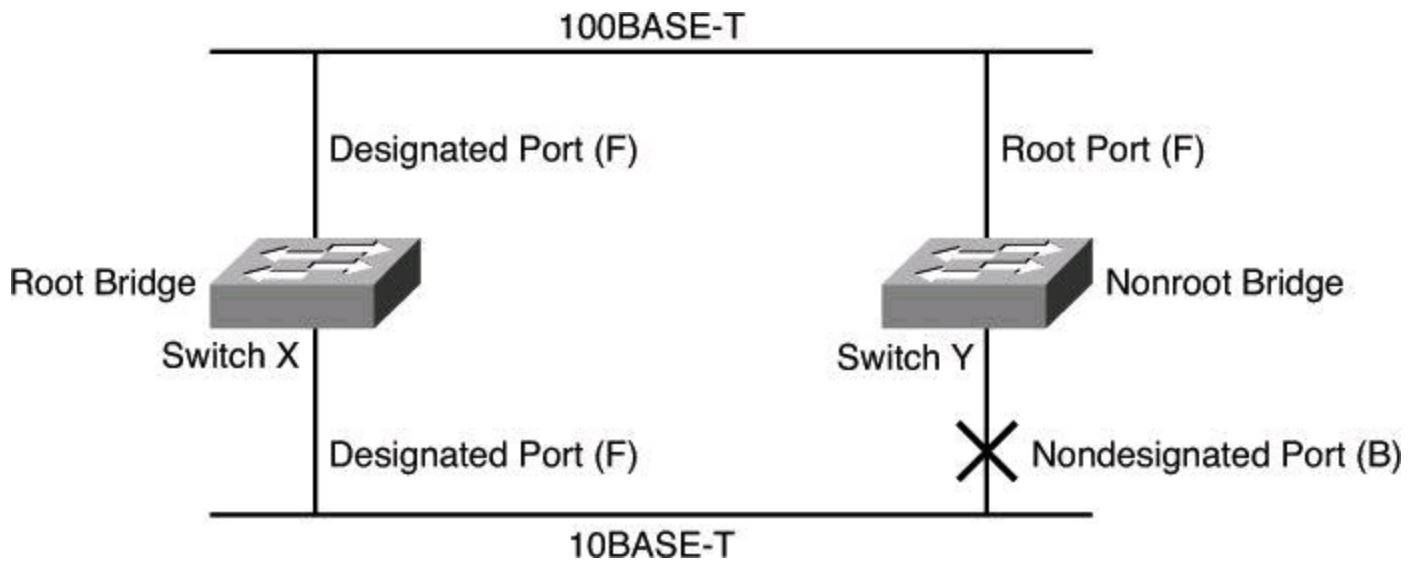 100BASE-T
Designated Port (F)
Root Port (F)
Root Bridge
Nonroot Bridge
Switch X
Switch Y
Designated Port (F)
Nondesignated Port (B)
10BASE-T